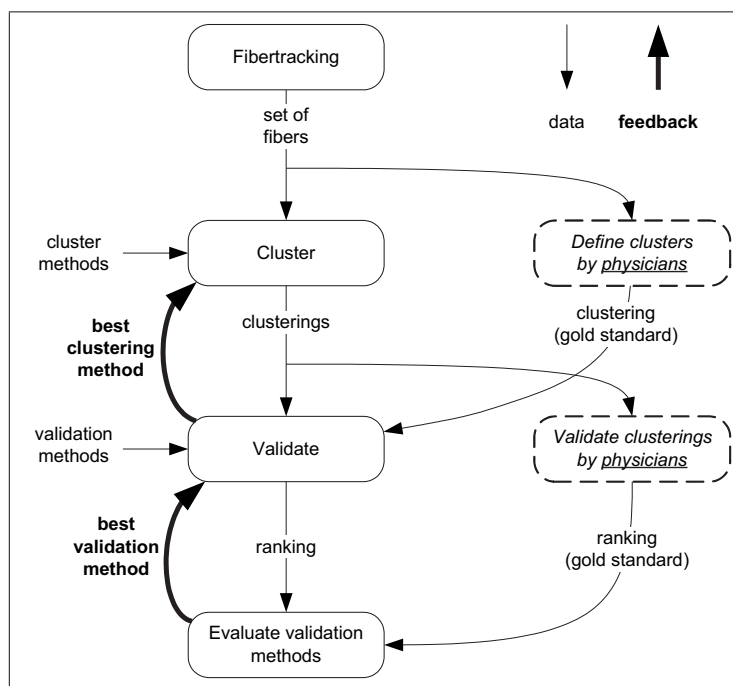 Fibertracking
set of
fibers
data
feedback
cluster
methods
Cluster
Define clusters
by physicians
best
clustering
method
clusterings
clustering
(gold standard)
validation
methods
Validate
Validate clusterings
by physicians
best
validation
method
ranking
ranking
(gold standard)
Evaluate validation
methods